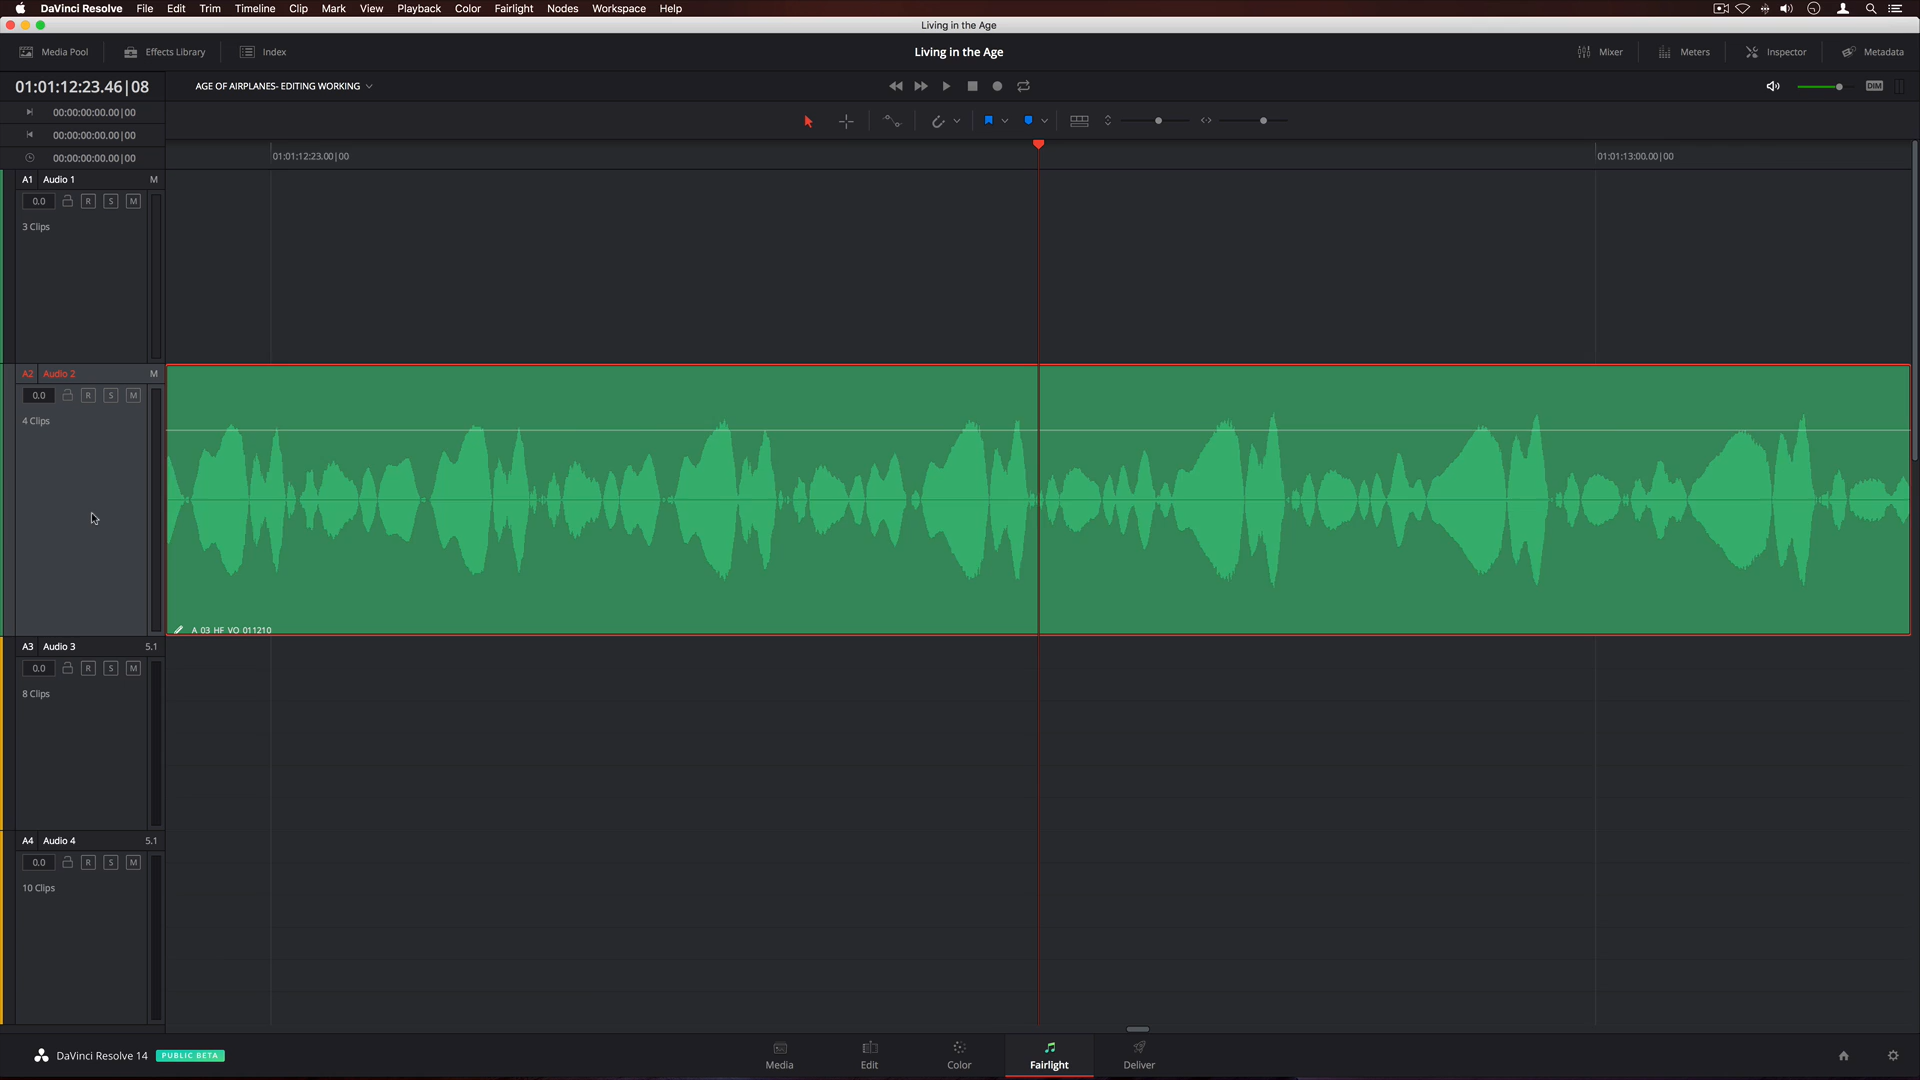 DaVinci Resolve File Edit Trim Timeline Clip Mark View Playback Color Fairlight Nodes Workspace Help
Living in the Age
Media Pool Effects Library Index Living in the Age Mixer Meters Inspector Metadata
01:01:12:23.46|08 AGE OF AIRPLANES- EDITING WORKING DIM
00:00:00:00.00|00
00:00:00:00.00|00
00:00:00:00.00|00
01:01:12:23.00|00 01:01:13:00.00|00
A1 Audio 1 M
0.0 R S M
3 Clips
A2 Audio 2 M
0.0 R S M
4 Clips
A 03 HF VO 011210
A3 Audio 3 5.1
0.0 R S M
8 Clips
A4 Audio 4 5.1
0.0 R S M
10 Clips
DaVinci Resolve 14 PUBLIC BETA
Media Edit Color Fairlight Deliver